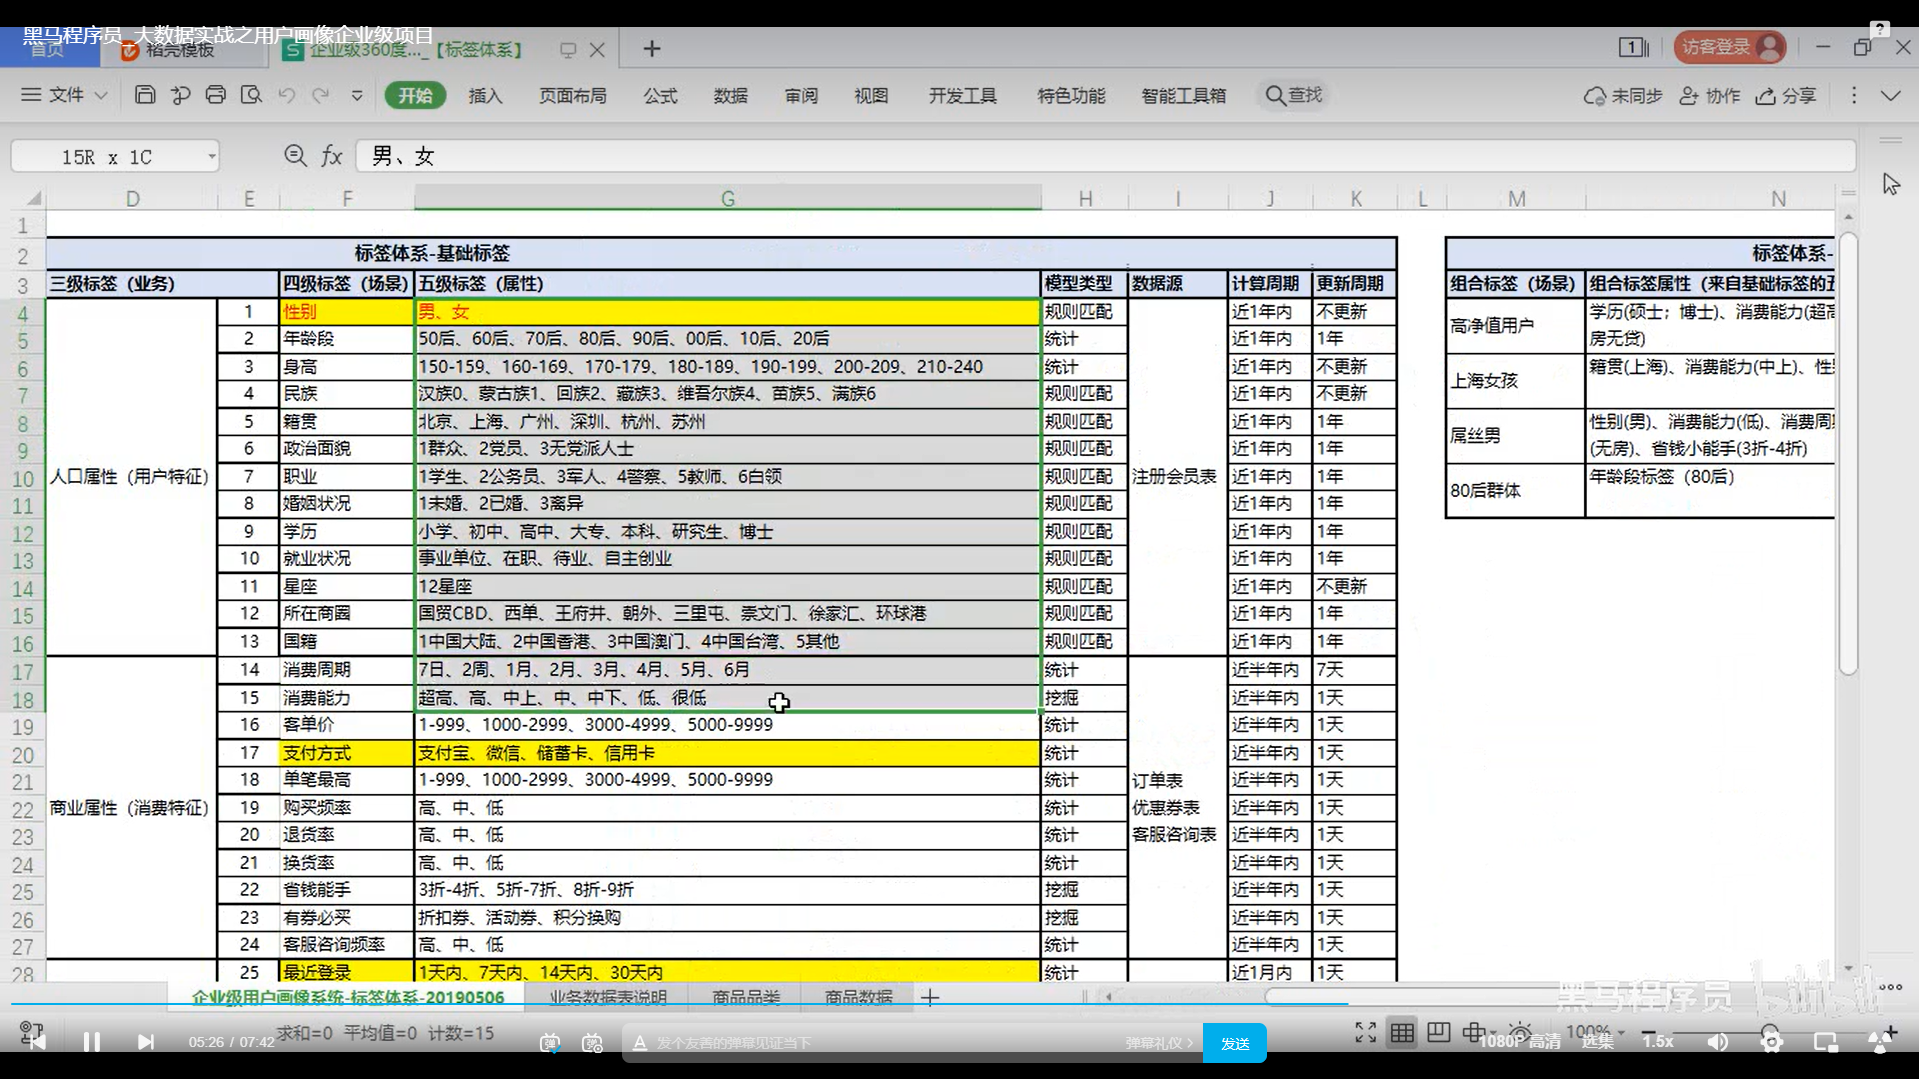 黑马程序员_大数据实战之用户画像企业级项目
首页 稻壳模板 企业级360度..._【标签体系】 访客登录
文件 开始 插入 页面布局 公式 数据 审阅 视图 开发工具 特色功能 智能工具箱 查找 未同步 协作 分享
15R x 1C fx 男、女
D E F G H I J K L M N
1
2 标签体系-基础标签 标签体系-
3 三级标签（业务） 四级标签（场景） 五级标签（属性） 模型类型 数据源 计算周期 更新周期 组合标签（场景） 组合标签属性（来自基础标签的五
4 1 性别 男、女 规则匹配 近1年内 不更新 高净值用户 学历(硕士；博士)、消费能力(超高
5 2 年龄段 50后、60后、70后、80后、90后、00后、10后、20后 统计 近1年内 1年 房无贷)
6 3 身高 150-159、160-169、170-179、180-189、190-199、200-209、210-240 统计 近1年内 不更新 上海女孩 籍贯(上海)、消费能力(中上)、性
7 4 民族 汉族0、蒙古族1、回族2、藏族3、维吾尔族4、苗族5、满族6 规则匹配 近1年内 不更新
8 5 籍贯 北京、上海、广州、深圳、杭州、苏州 规则匹配 近1年内 1年 屌丝男 性别(男)、消费能力(低)、消费周
9 6 政治面貌 1群众、2党员、3无党派人士 规则匹配 近1年内 1年 (无房)、省钱小能手(3折-4折)
10 人口属性（用户特征） 7 职业 1学生、2公务员、3军人、4警察、5教师、6白领 规则匹配 注册会员表 近1年内 1年 80后群体 年龄段标签（80后）
11 8 婚姻状况 1未婚、2已婚、3离异 规则匹配 近1年内 1年
12 9 学历 小学、初中、高中、大专、本科、研究生、博士 规则匹配 近1年内 1年
13 10 就业状况 事业单位、在职、待业、自主创业 规则匹配 近1年内 1年
14 11 星座 12星座 规则匹配 近1年内 不更新
15 12 所在商圈 国贸CBD、西单、王府井、朝外、三里屯、崇文门、徐家汇、环球港 规则匹配 近1年内 1年
16 13 国籍 1中国大陆、2中国香港、3中国澳门、4中国台湾、5其他 规则匹配 近1年内 1年
17 14 消费周期 7日、2周、1月、2月、3月、4月、5月、6月 统计 近半年内 7天
18 15 消费能力 超高、高、中上、中、中下、低、很低 挖掘 近半年内 1天
19 16 客单价 1-999、1000-2999、3000-4999、5000-9999 统计 近半年内 1天
20 17 支付方式 支付宝、微信、储蓄卡、信用卡 统计 近半年内 1天
21 18 单笔最高 1-999、1000-2999、3000-4999、5000-9999 统计 订单表 近半年内 1天
22 商业属性（消费特征） 19 购买频率 高、中、低 统计 优惠券表 近半年内 1天
23 20 退货率 高、中、低 统计 客服咨询表 近半年内 1天
24 21 换货率 高、中、低 统计 近半年内 1天
25 22 省钱能手 3折-4折、5折-7折、8折-9折 挖掘 近半年内 1天
26 23 有券必买 折扣券、活动券、积分换购 挖掘 近半年内 1天
27 24 客服咨询频率 高、中、低 统计 近半年内 1天
28 25 最近登录 1天内、7天内、14天内、30天内 统计 近1月内 1天
企业级用户画像系统-标签体系-20190506 业务数据表说明 商品品类 商品数据
黑马程序员 bilibili
求和=0 平均值=0 计数=15 100%
05:26 / 07:42 发个友善的弹幕见证当下 弹幕礼仪 发送 1080P 高清 选集 1.5x